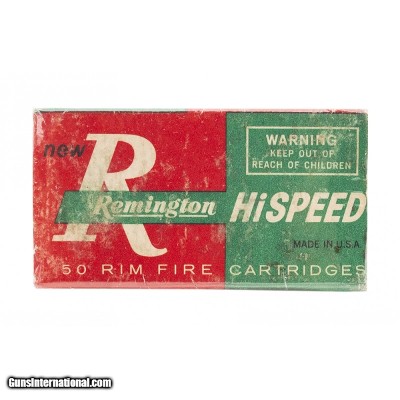 new
R
Remington
HiSPEED
WARNING
KEEP OUT OF
REACH OF CHILDREN
MADE IN U.S.A.
50 RIM FIRE CARTRIDGES
GunsInternational.com